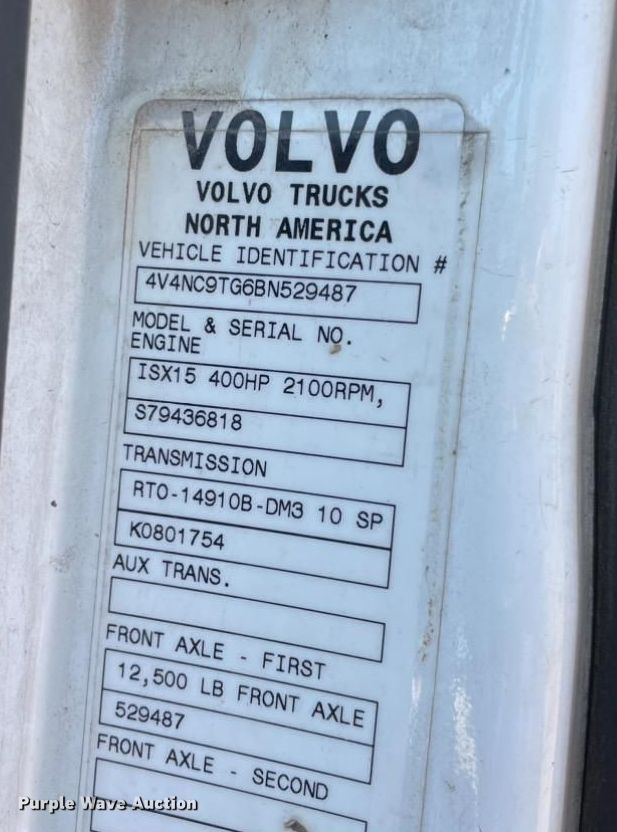 VOLVO
VOLVO TRUCKS
NORTH AMERICA
VEHICLE IDENTIFICATION #
4V4NC9TG6BN529487
MODEL & SERIAL NO.
ENGINE
ISX15 400HP 2100RPM,
S79436818
TRANSMISSION
RTO-14910B-DM3 10 SP
K0801754
AUX TRANS.
FRONT AXLE - FIRST
12,500 LB FRONT AXLE
529487
FRONT AXLE - SECOND
Purple Wave Auction